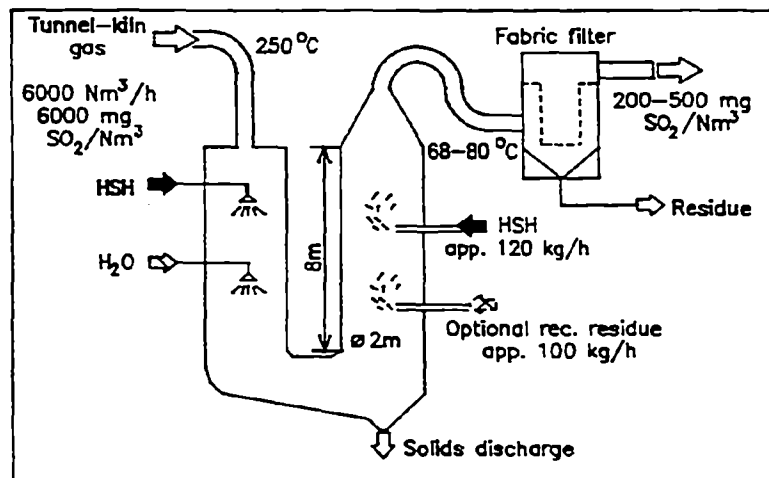 Tunnel-kiln
gas
250 °C
6000 Nm³/h
6000 mg
SO₂/Nm³
HSH
H₂O
8m
ø 2m
Fabric filter
200–500 mg
SO₂/Nm³
68–80 °C
Residue
HSH
app. 120 kg/h
Optional rec. residue
app. 100 kg/h
Solids discharge